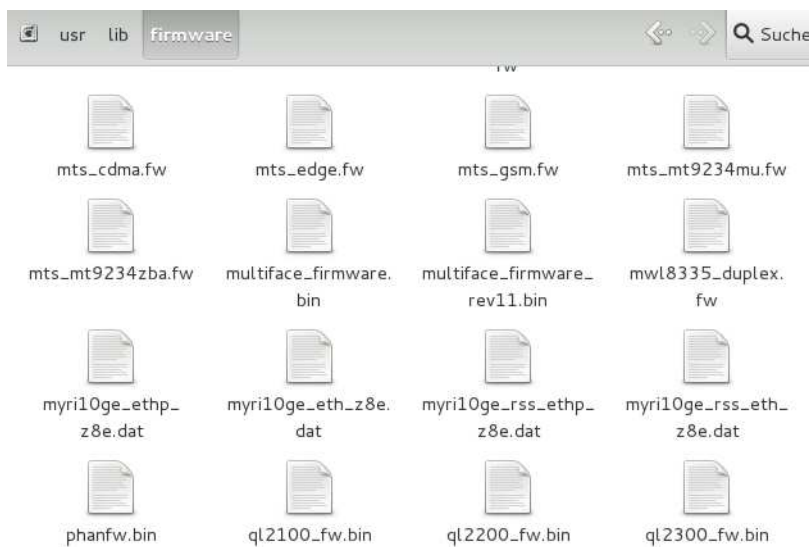 usr lib firmware Suche
fw
mts_cdma.fw mts_edge.fw mts_gsm.fw mts_mt9234mu.fw
mts_mt9234zba.fw multiface_firmware. multiface_firmware_ mwl8335_duplex.
bin rev11.bin fw
myri10ge_ethp_ myri10ge_eth_z8e. myri10ge_rss_ethp_ myri10ge_rss_eth_
z8e.dat dat z8e.dat z8e.dat
phanfw.bin ql2100_fw.bin ql2200_fw.bin ql2300_fw.bin